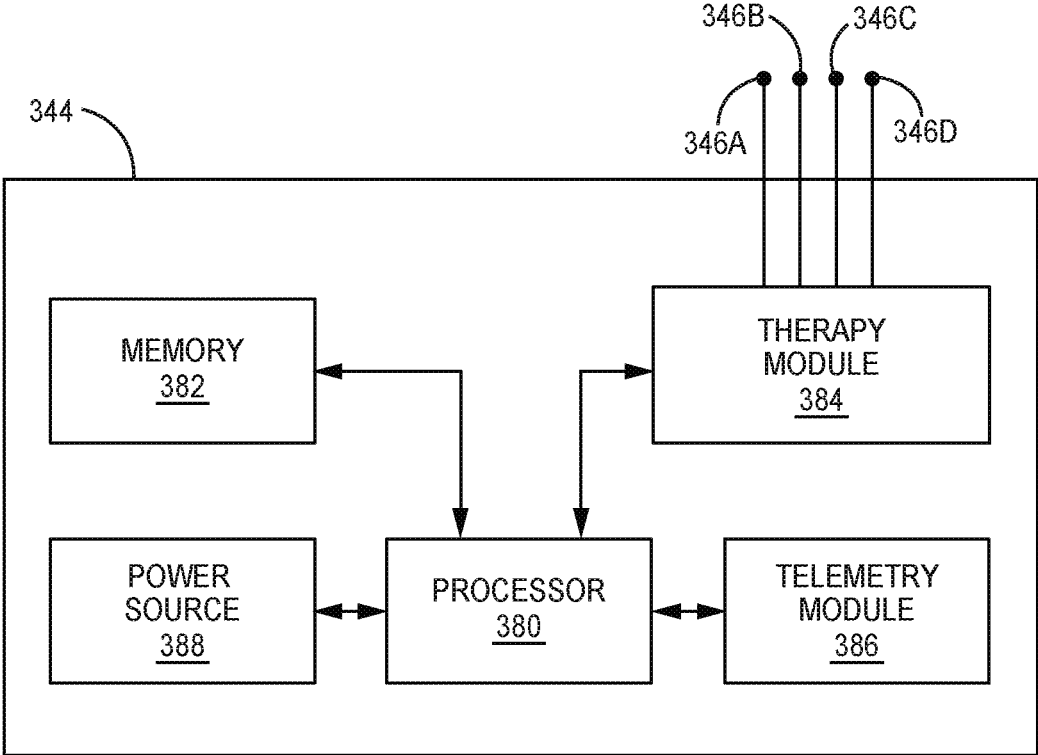 346B
346C
344
346A
346D
MEMORY
382
THERAPY
MODULE
384
POWER
SOURCE
388
PROCESSOR
380
TELEMETRY
MODULE
386